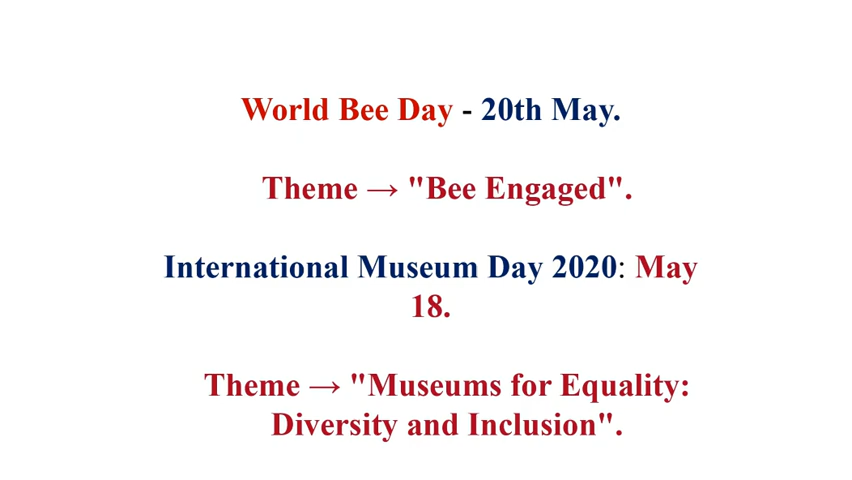 World Bee Day - 20th May.
Theme → "Bee Engaged".
International Museum Day 2020: May
18.
Theme → "Museums for Equality:
Diversity and Inclusion".